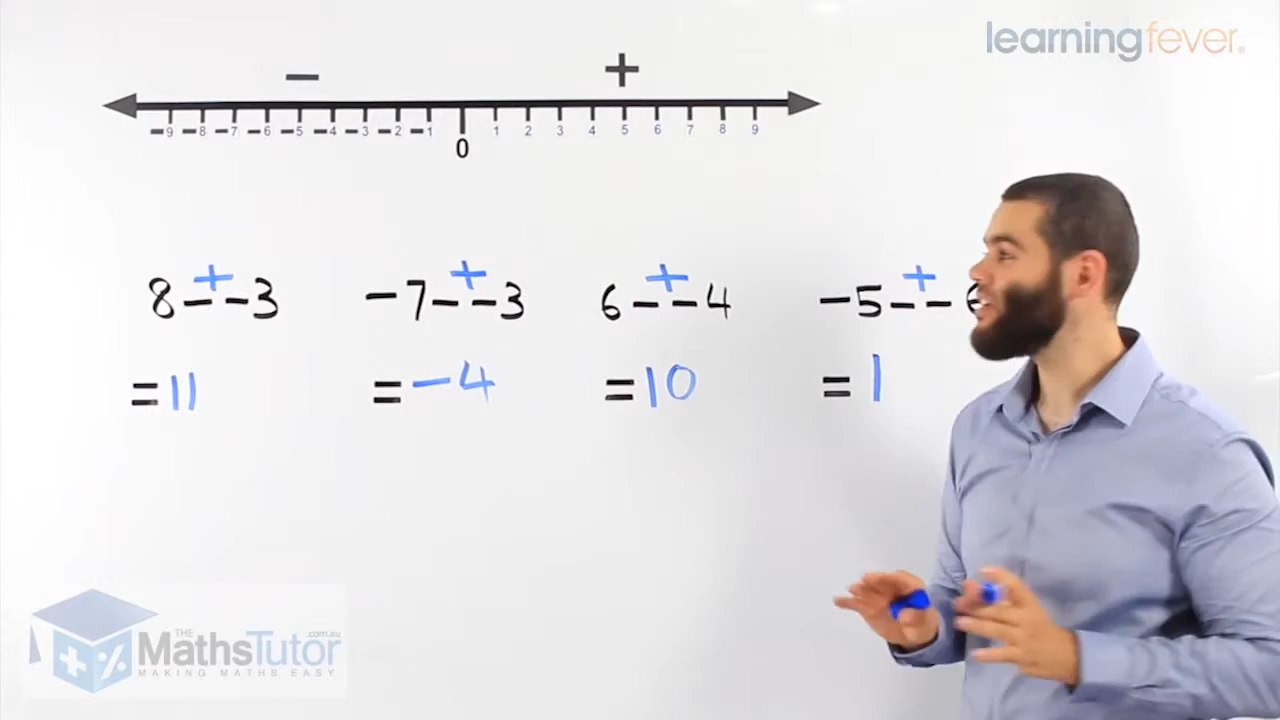 learningfever.
− +
-9 -8 -7 -6 -5 -4 -3 -2 -1 0 1 2 3 4 5 6 7 8 9
+ + + +
8--3 -7--3 6--4 -5--6
=11 =-4 =10 =1
THE
MathsTutor .com.au
MAKING MATHS EASY